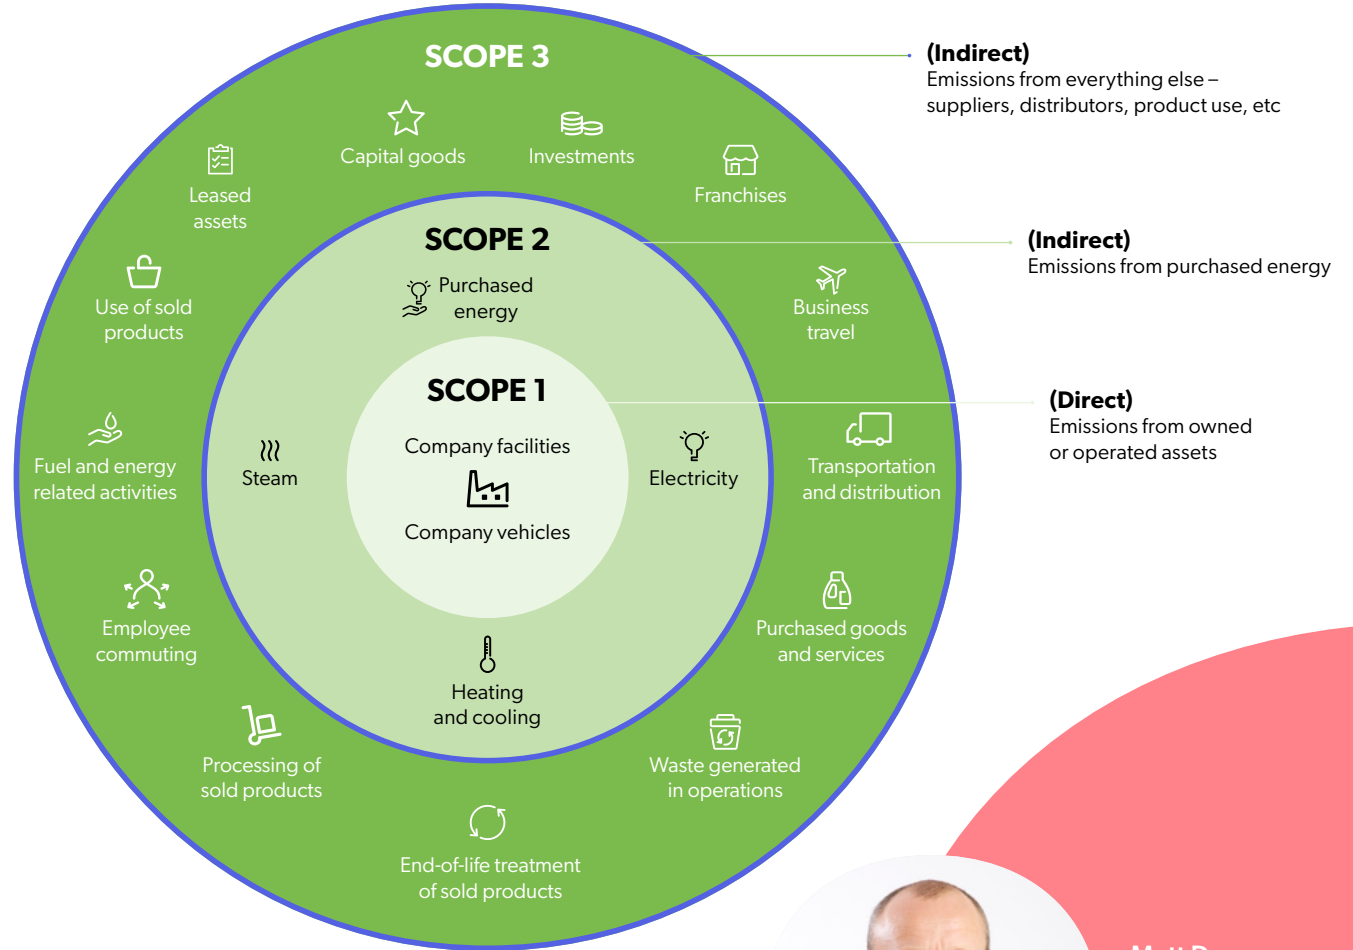 SCOPE 3
Capital goods
Investments
Leased
assets
Franchises
Use of sold
products
Business
travel
Fuel and energy
related activities
Transportation
and distribution
Employee
commuting
Purchased goods
and services
Processing of
sold products
Waste generated
in operations
End-of-life treatment
of sold products
SCOPE 2
Purchased
energy
Steam
Electricity
Heating
and cooling
SCOPE 1
Company facilities
Company vehicles
(Indirect)
Emissions from everything else –
suppliers, distributors, product use, etc
(Indirect)
Emissions from purchased energy
(Direct)
Emissions from owned
or operated assets